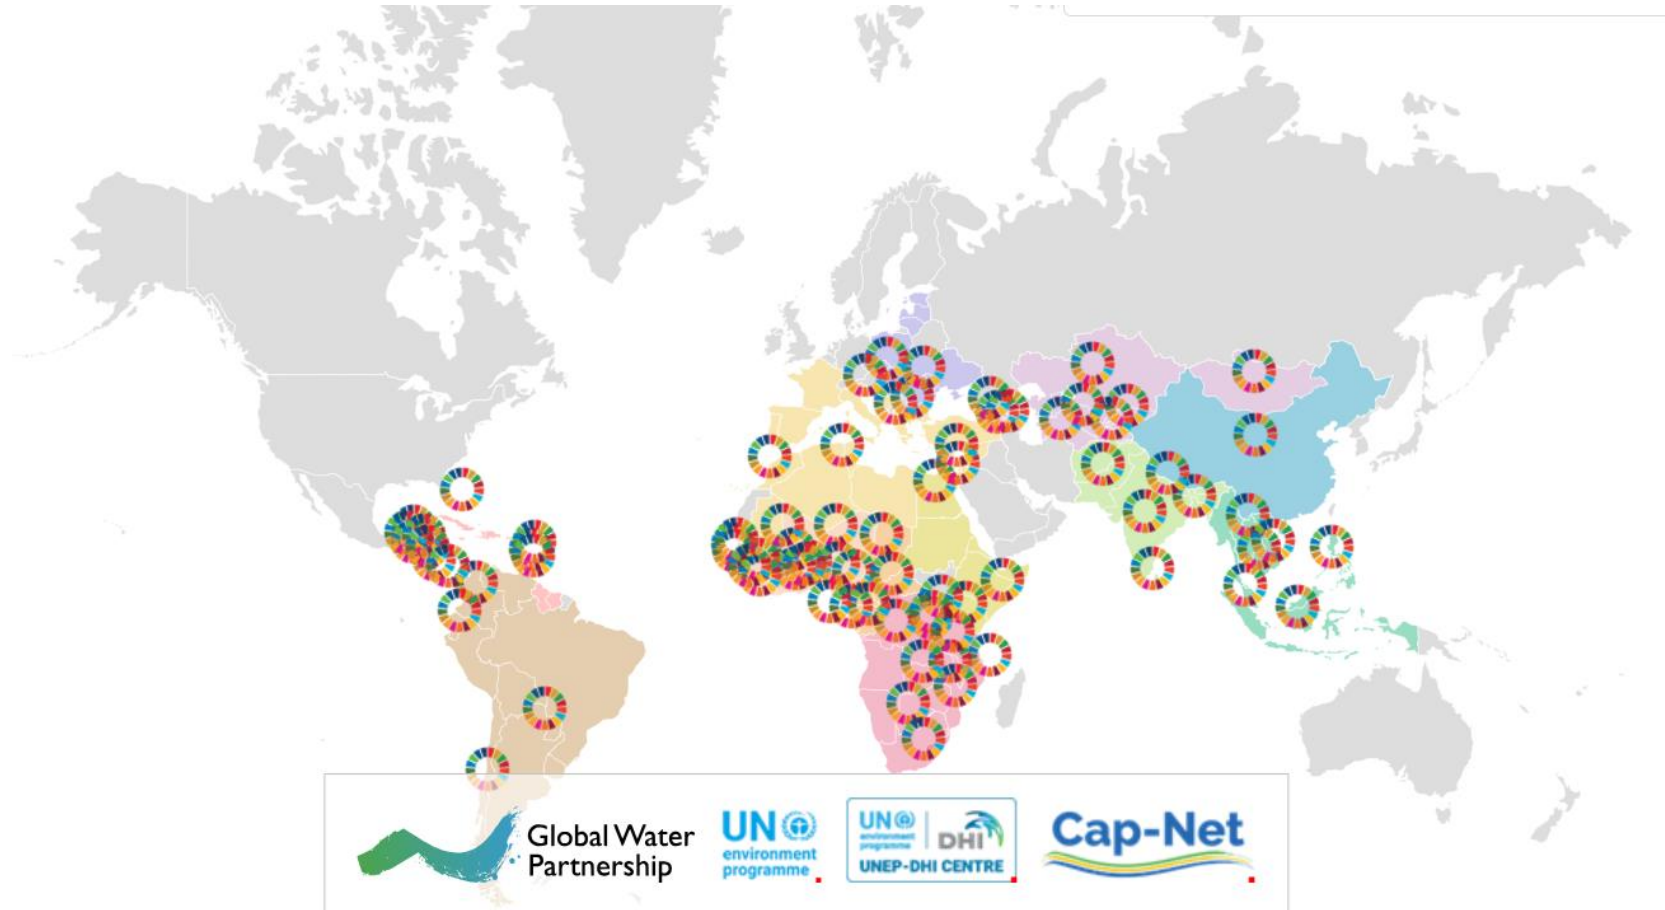 Global Water
Partnership
UN
environment
programme
UN
environment
programme
DHI
UNEP-DHI CENTRE
Cap-Net